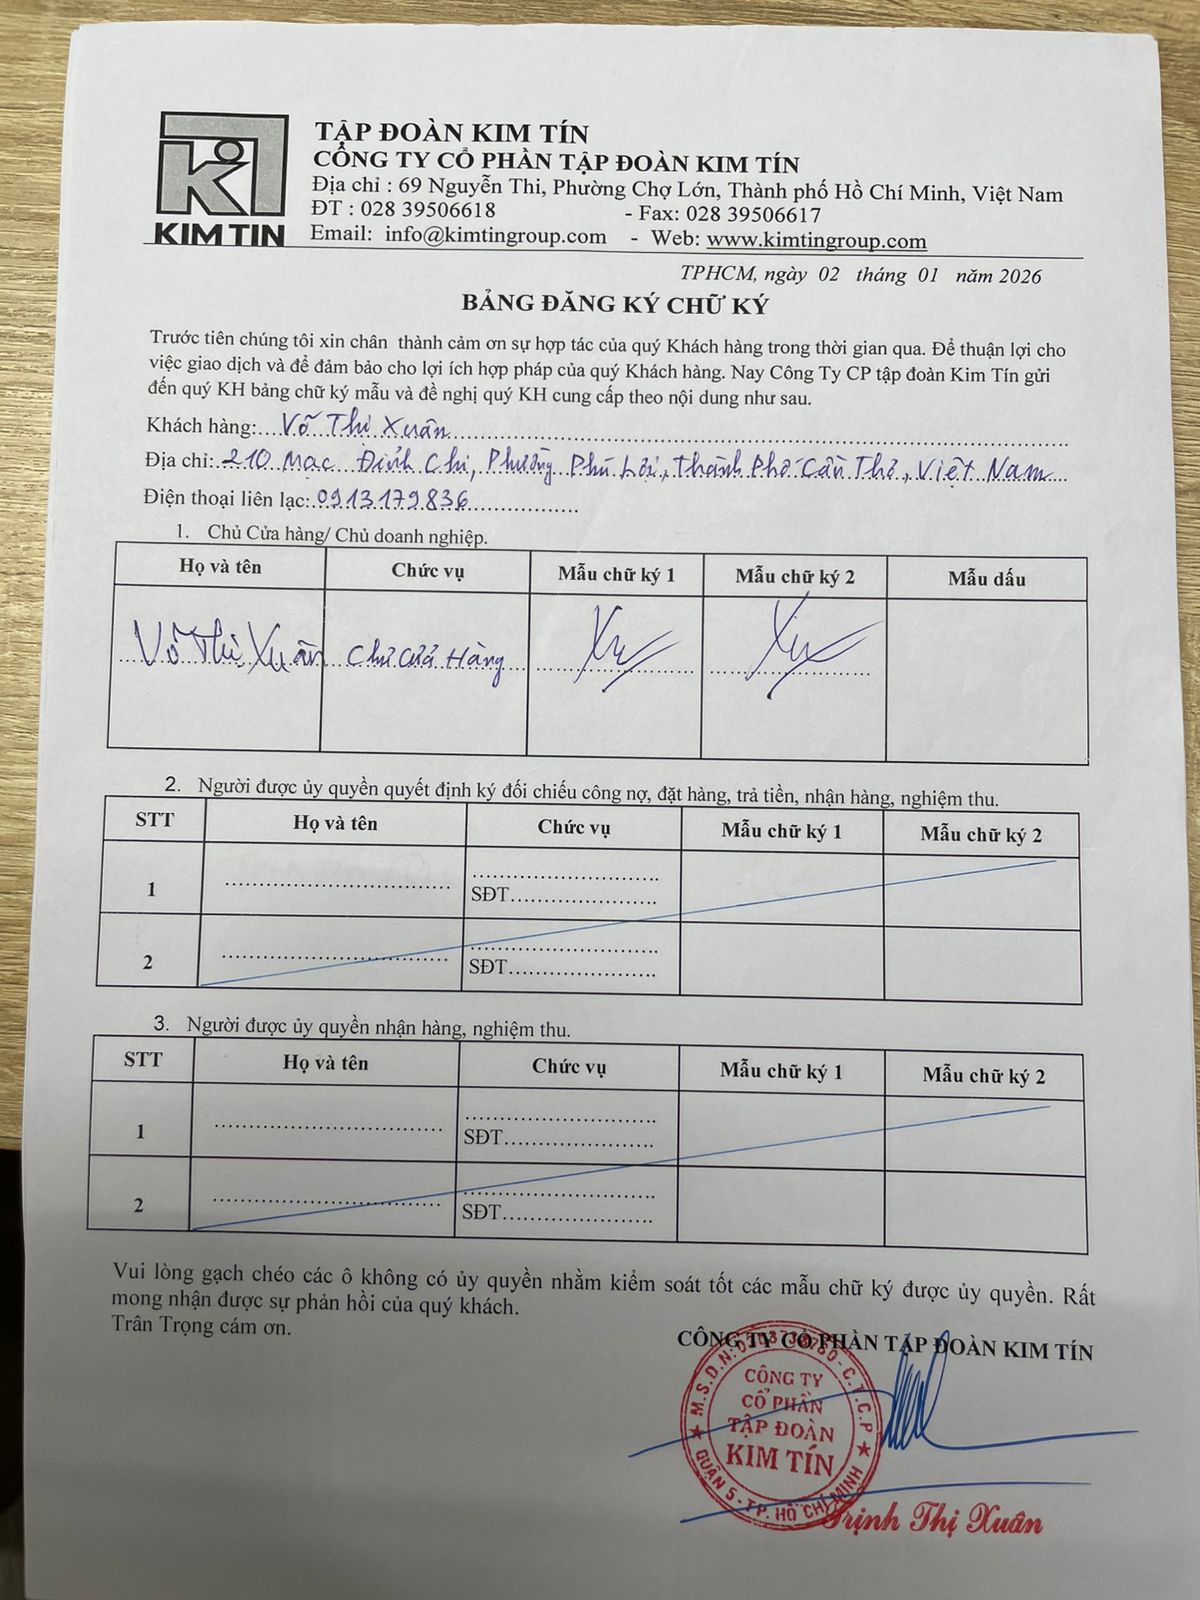 TẬP ĐOÀN KIM TÍN
CÔNG TY CỔ PHẦN TẬP ĐOÀN KIM TÍN
Địa chỉ : 69 Nguyễn Thi, Phường Chợ Lớn, Thành phố Hồ Chí Minh, Việt Nam
ĐT : 028 39506618 - Fax: 028 39506617
KIM TIN Email: info@kimtingroup.com - Web: www.kimtingroup.com
TPHCM, ngày 02 tháng 01 năm 2026
BẢNG ĐĂNG KÝ CHỮ KÝ
Trước tiên chúng tôi xin chân thành cảm ơn sự hợp tác của quý Khách hàng trong thời gian qua. Để thuận lợi cho
việc giao dịch và để đảm bảo cho lợi ích hợp pháp của quý Khách hàng. Nay Công Ty CP tập đoàn Kim Tín gửi
đến quý KH bảng chữ ký mẫu và đề nghị quý KH cung cấp theo nội dung như sau.
Khách hàng: Võ Thị Xuân
Địa chỉ: 210 Mạc Đỉnh Chi, Phường Phú Lợi, Thành Phố Cần Thơ, Việt Nam
Điện thoại liên lạc: 0913179836
1. Chủ Cửa hàng/ Chủ doanh nghiệp.
Họ và tên Chức vụ Mẫu chữ ký 1 Mẫu chữ ký 2 Mẫu dấu
Võ Thị Xuân Chủ Cửa Hàng
2. Người được ủy quyền quyết định ký đối chiếu công nợ, đặt hàng, trả tiền, nhận hàng, nghiệm thu.
STT Họ và tên Chức vụ Mẫu chữ ký 1 Mẫu chữ ký 2
1 SĐT
2 SĐT
3. Người được ủy quyền nhận hàng, nghiệm thu.
STT Họ và tên Chức vụ Mẫu chữ ký 1 Mẫu chữ ký 2
1 SĐT
2 SĐT
Vui lòng gạch chéo các ô không có ủy quyền nhằm kiểm soát tốt các mẫu chữ ký được ủy quyền. Rất
mong nhận được sự phản hồi của quý khách.
Trân Trọng cám ơn.
CÔNG TY CỔ PHẦN TẬP ĐOÀN KIM TÍN
C.T.C.P
CÔNG TY
CỔ PHẦN
TẬP ĐOÀN
KIM TÍN
QUẬN 5 - T.P. HỒ CHÍ MINH
Trịnh Thị Xuân